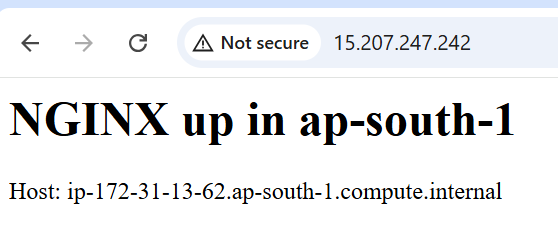 Not secure 15.207.247.242
NGINX up in ap-south-1
Host: ip-172-31-13-62.ap-south-1.compute.internal